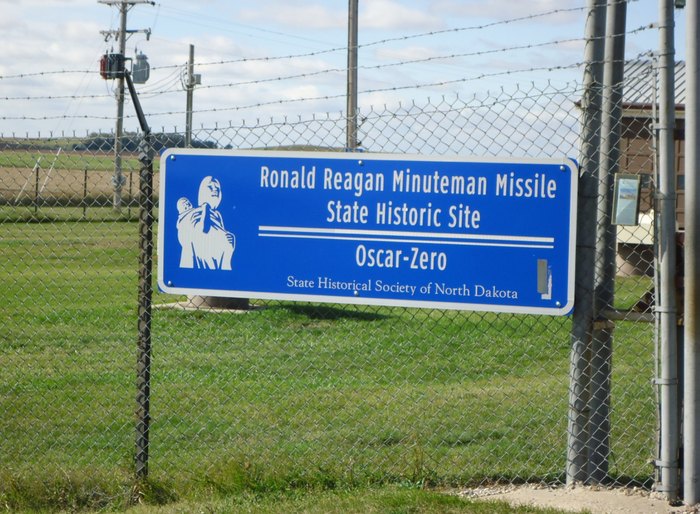 Ronald Reagan Minuteman Missile
State Historic Site
Oscar-Zero
State Historical Society of North Dakota